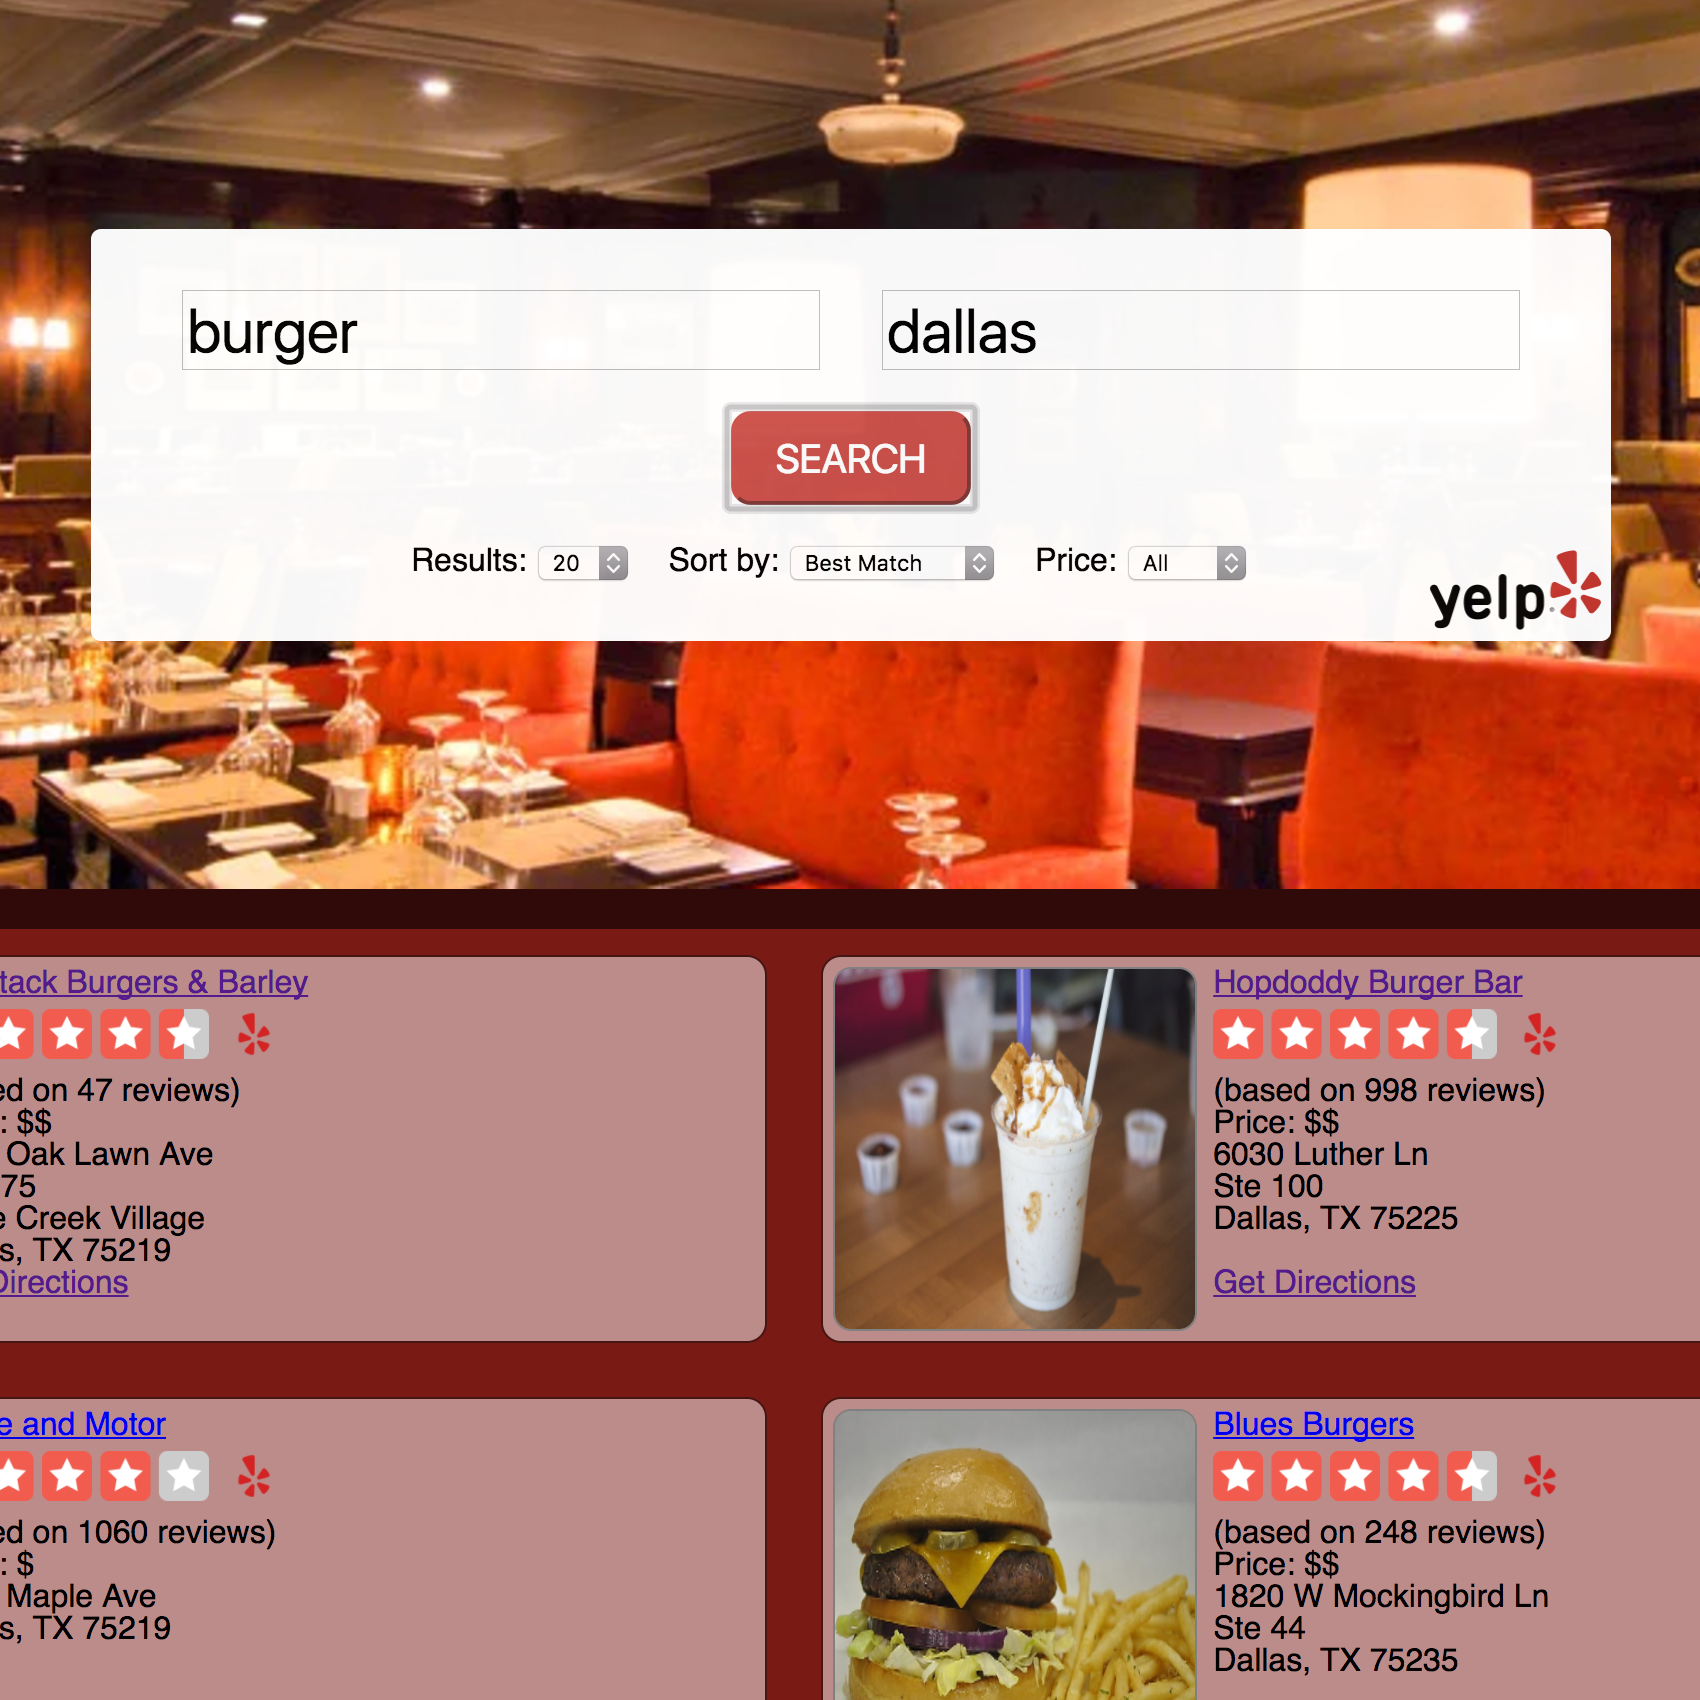 burger
dallas
SEARCH
Results: 20 Sort by: Best Match Price: All
yelp
tack Burgers & Barley
ed on 47 reviews)
: $$
Oak Lawn Ave
75
e Creek Village
s, TX 75219
Directions
Hopdoddy Burger Bar
(based on 998 reviews)
Price: $$
6030 Luther Ln
Ste 100
Dallas, TX 75225
Get Directions
e and Motor
ed on 1060 reviews)
: $
Maple Ave
s, TX 75219
Blues Burgers
(based on 248 reviews)
Price: $$
1820 W Mockingbird Ln
Ste 44
Dallas, TX 75235